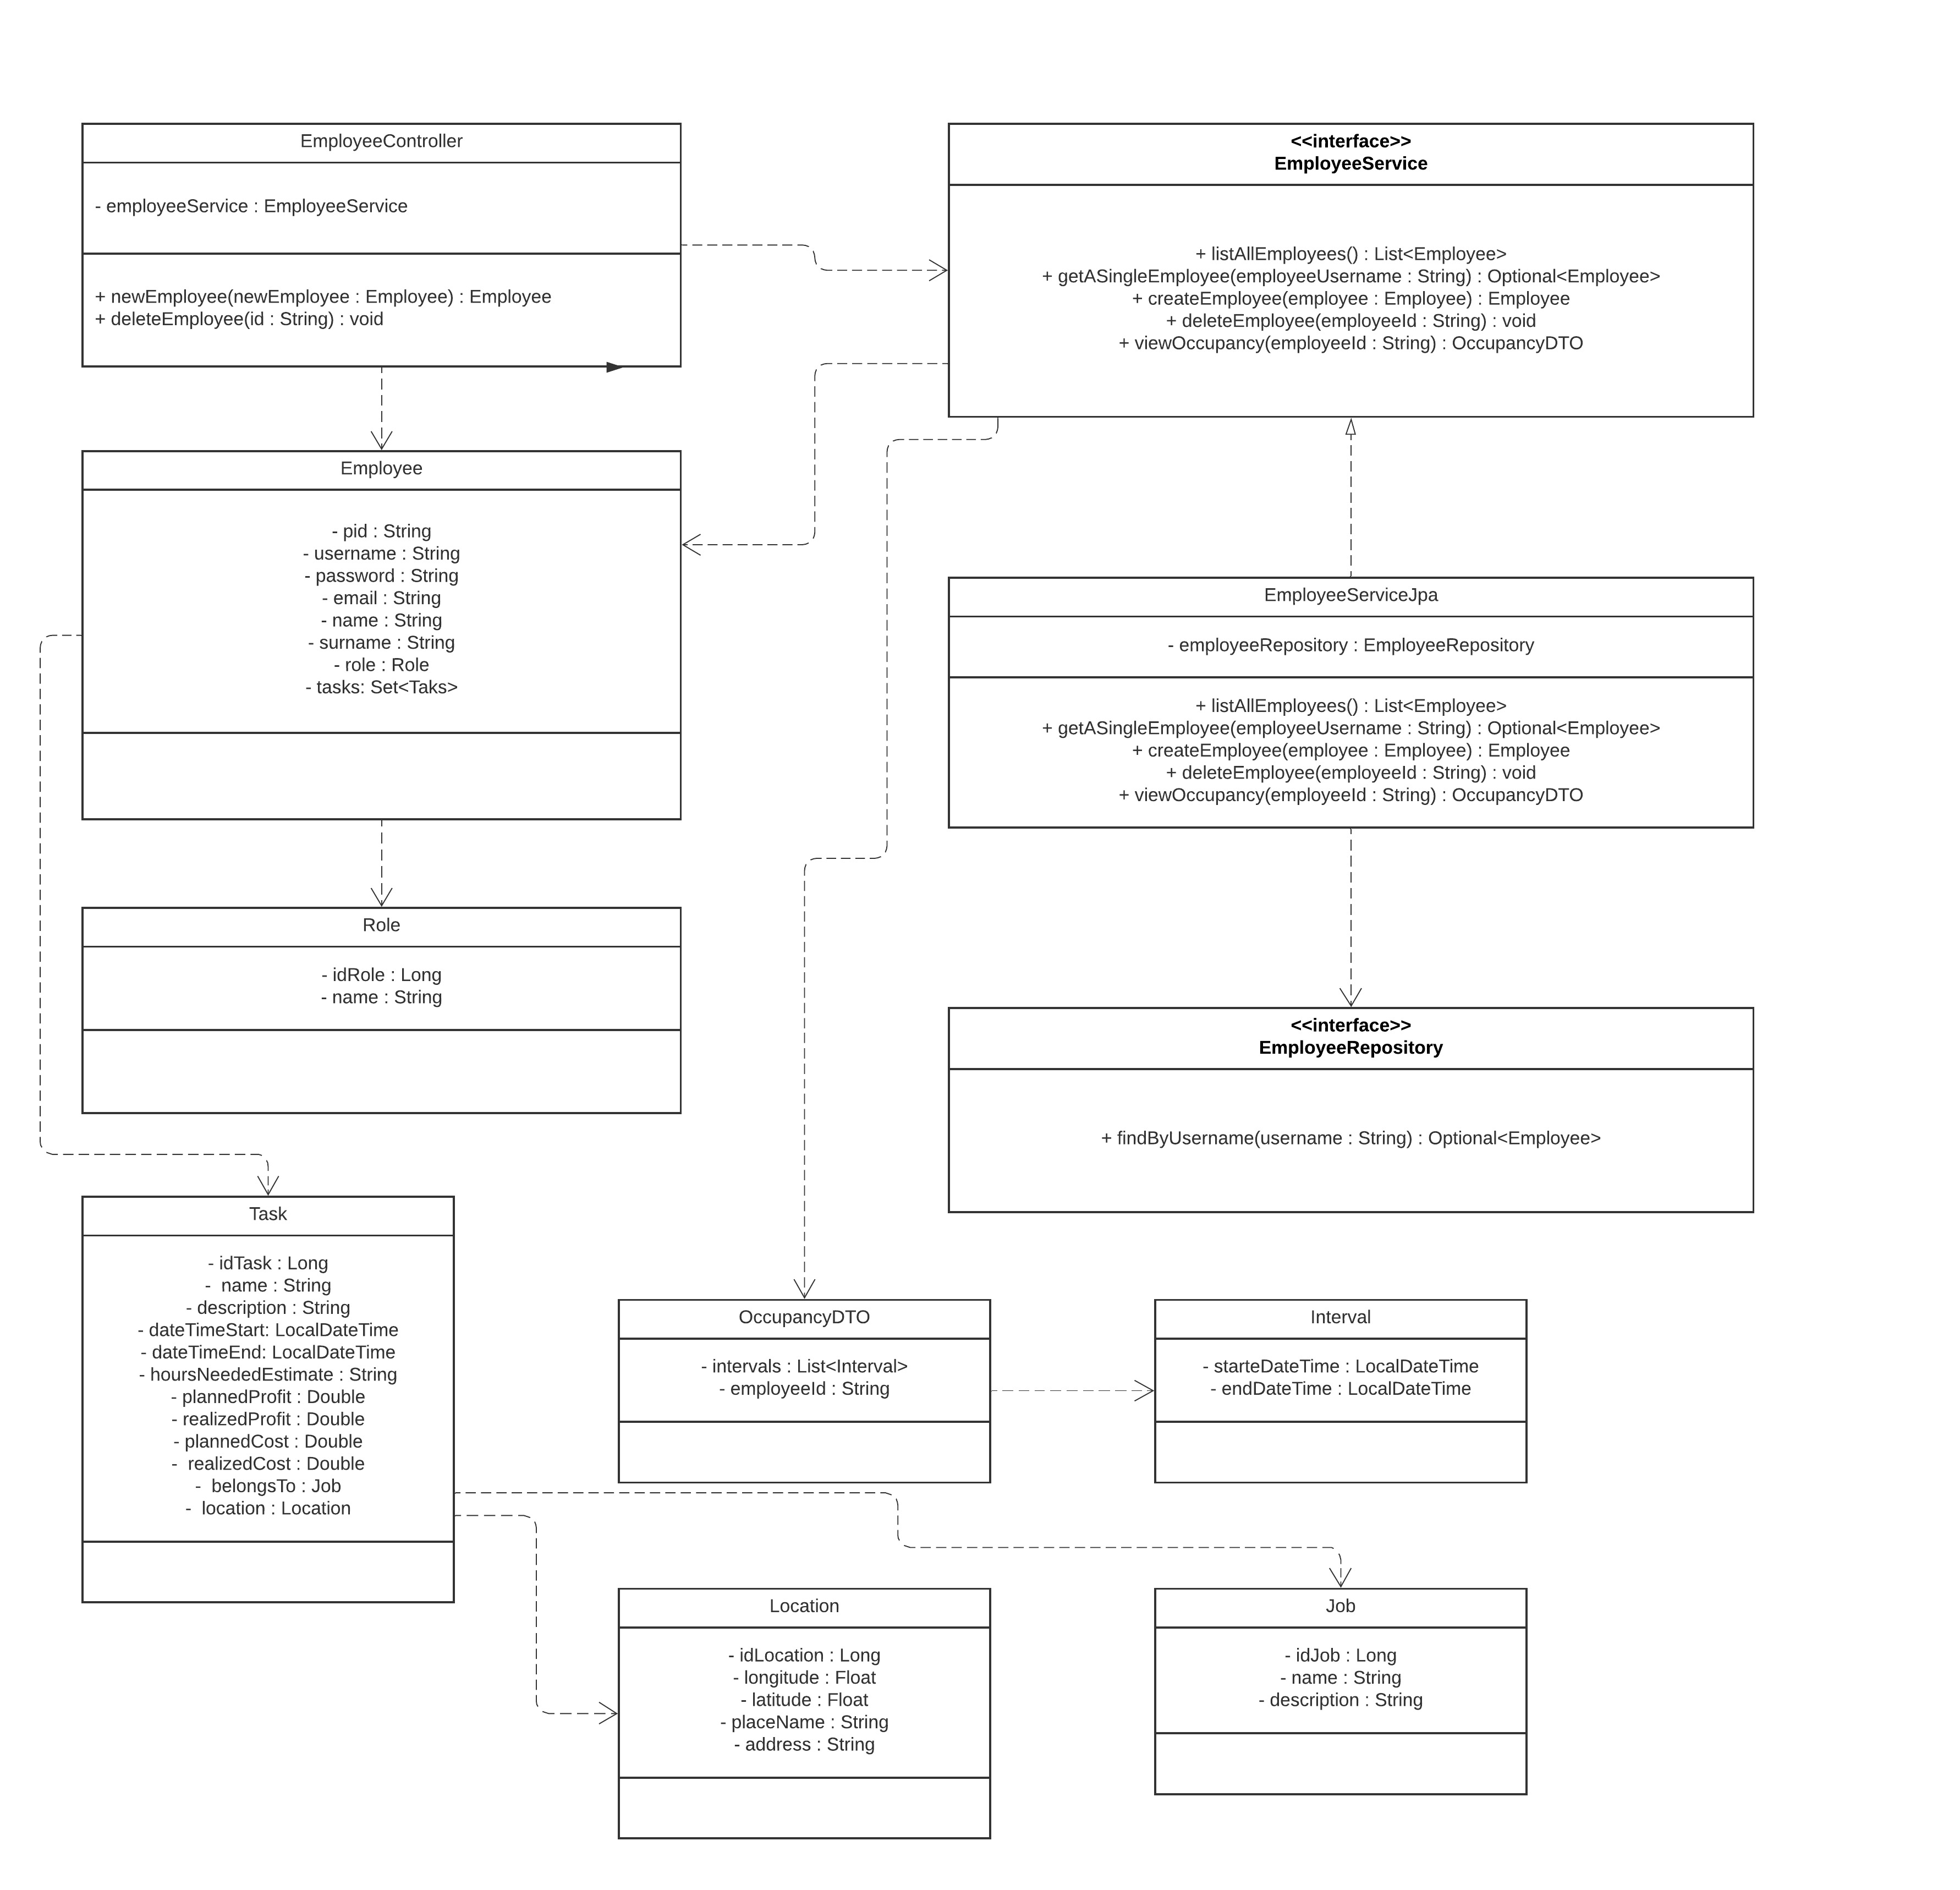 EmployeeController
- employeeService : EmployeeService
+ newEmployee(newEmployee : Employee) : Employee
+ deleteEmployee(id : String) : void
<<interface>>
EmployeeService
+ listAllEmployees() : List<Employee>
+ getASingleEmployee(employeeUsername : String) : Optional<Employee>
+ createEmployee(employee : Employee) : Employee
+ deleteEmployee(employeeId : String) : void
+ viewOccupancy(employeeId : String) : OccupancyDTO
Employee
- pid : String
- username : String
- password : String
- email : String
- name : String
- surname : String
- role : Role
- tasks: Set<Taks>
EmployeeServiceJpa
- employeeRepository : EmployeeRepository
+ listAllEmployees() : List<Employee>
+ getASingleEmployee(employeeUsername : String) : Optional<Employee>
+ createEmployee(employee : Employee) : Employee
+ deleteEmployee(employeeId : String) : void
+ viewOccupancy(employeeId : String) : OccupancyDTO
Role
- idRole : Long
- name : String
<<interface>>
EmployeeRepository
+ findByUsername(username : String) : Optional<Employee>
Task
- idTask : Long
-  name : String
- description : String
- dateTimeStart: LocalDateTime
- dateTimeEnd: LocalDateTime
- hoursNeededEstimate : String
- plannedProfit : Double
- realizedProfit : Double
- plannedCost : Double
-  realizedCost : Double
-  belongsTo : Job
-  location : Location
OccupancyDTO
- intervals : List<Interval>
- employeeId : String
Interval
- starteDateTime : LocalDateTime
- endDateTime : LocalDateTime
Location
- idLocation : Long
- longitude : Float
- latitude : Float
- placeName : String
- address : String
Job
- idJob : Long
- name : String
- description : String